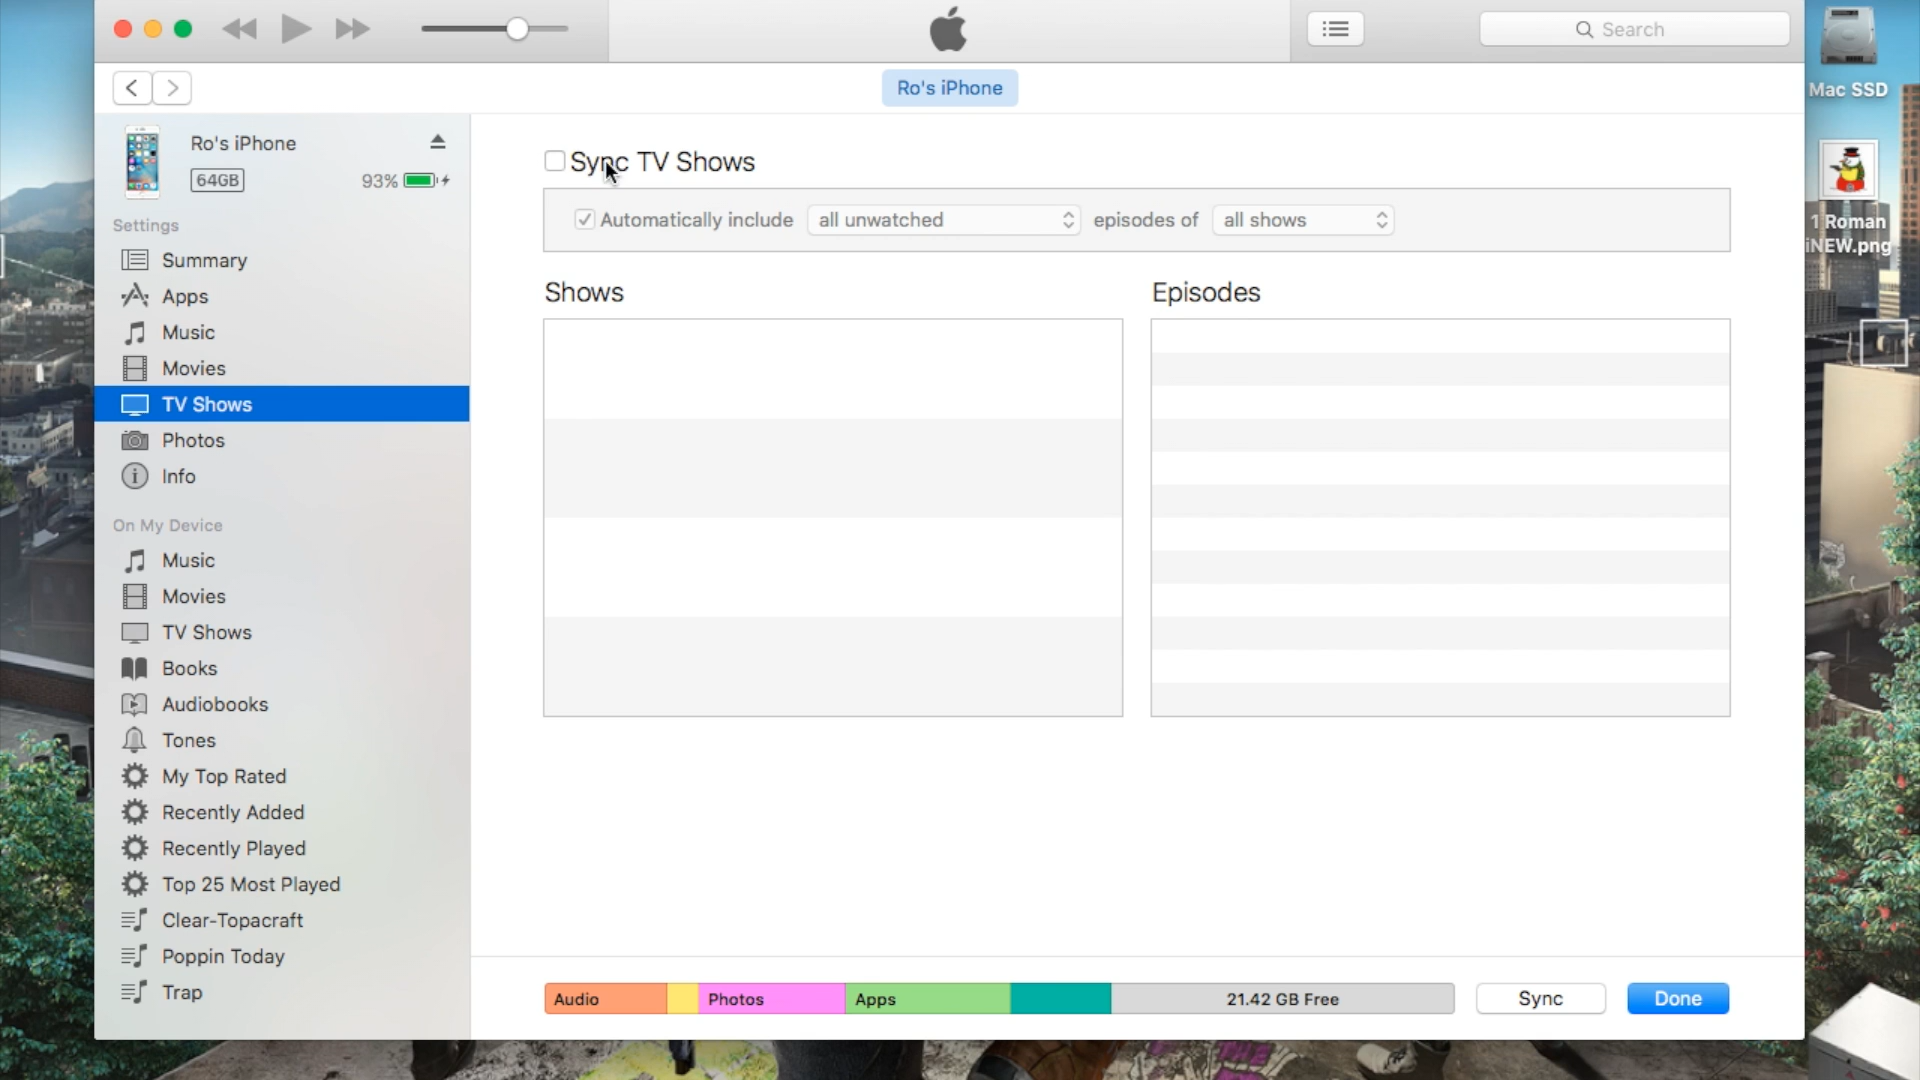 Search
Mac SSD
Ro's iPhone
Ro's iPhone
64GB
93%
Settings
Summary
Apps
Music
Movies
TV Shows
Photos
Info
On My Device
Music
Movies
TV Shows
Books
Audiobooks
Tones
My Top Rated
Recently Added
Recently Played
Top 25 Most Played
Clear-Topacraft
Poppin Today
Trap
Sync TV Shows
Automatically include all unwatched episodes of all shows
Shows
Episodes
Audio Photos Apps 21.42 GB Free
Sync Done
1 Roman
iNEW.png
THE